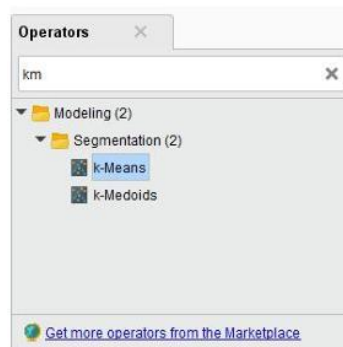 Operators
km
Modeling (2)
Segmentation (2)
k-Means
k-Medoids
Get more operators from the Marketplace